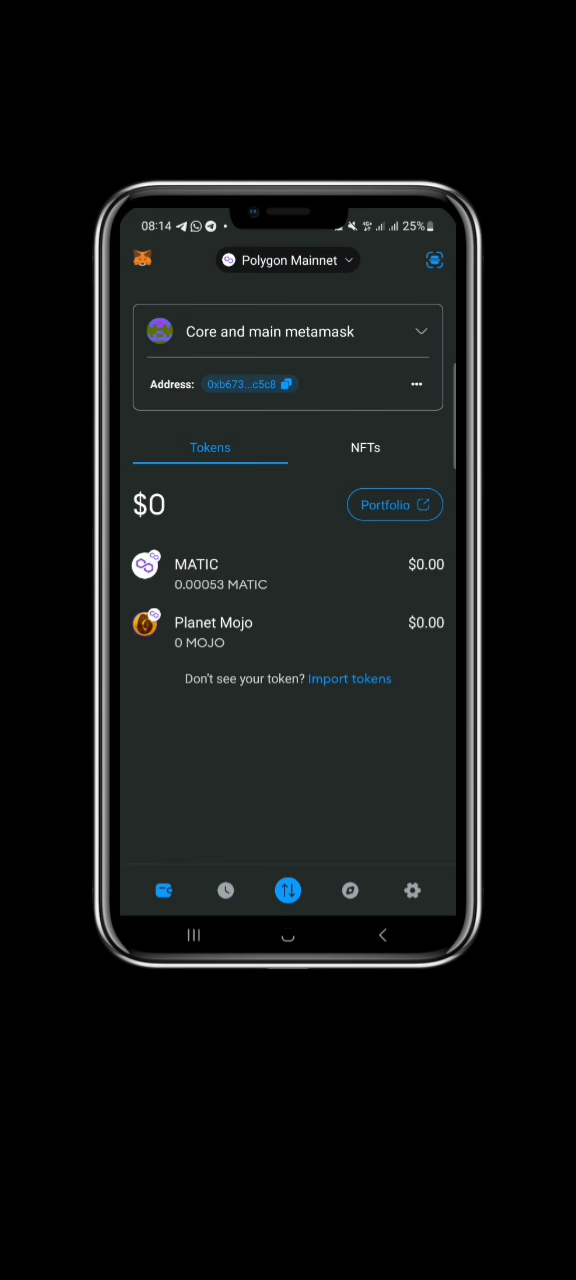 08:14 25%
Polygon Mainnet
Core and main metamask
Address: 0xb673...c5c8
Tokens NFTs
$0 Portfolio
MATIC $0.00
0.00053 MATIC
Planet Mojo $0.00
0 MOJO
Don't see your token? Import tokens